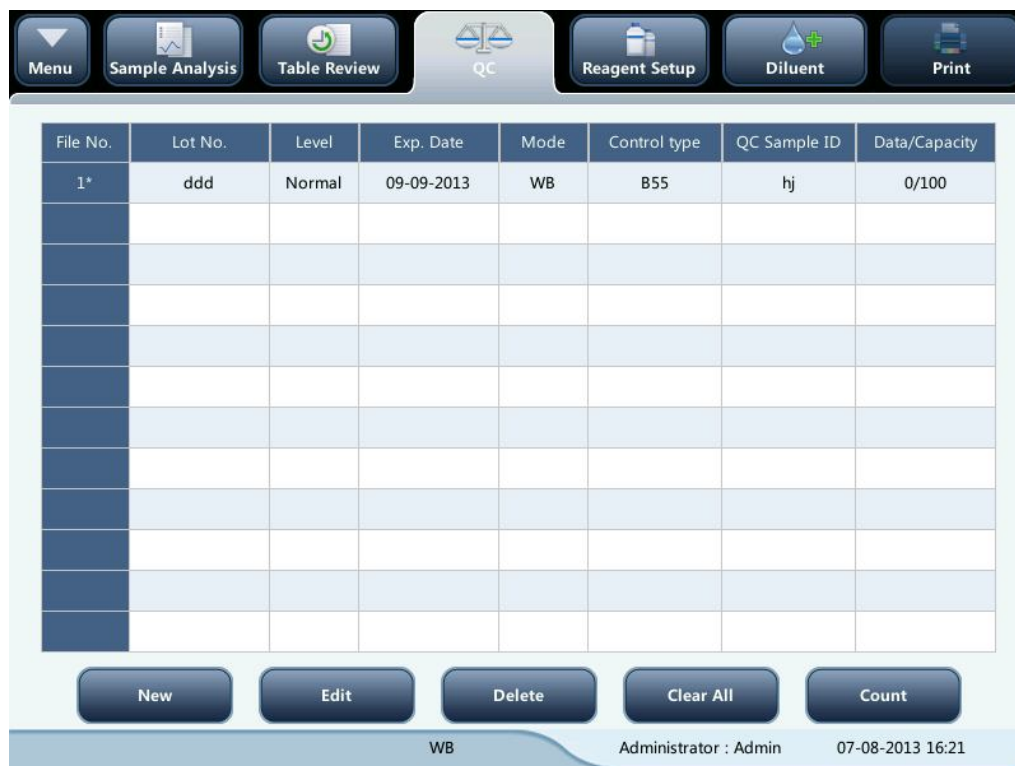 Menu Sample Analysis Table Review QC Reagent Setup Diluent Print
File No. Lot No. Level Exp. Date Mode Control type QC Sample ID Data/Capacity
1* ddd Normal 09-09-2013 WB B55 hj 0/100
New Edit Delete Clear All Count
WB Administrator : Admin 07-08-2013 16:21